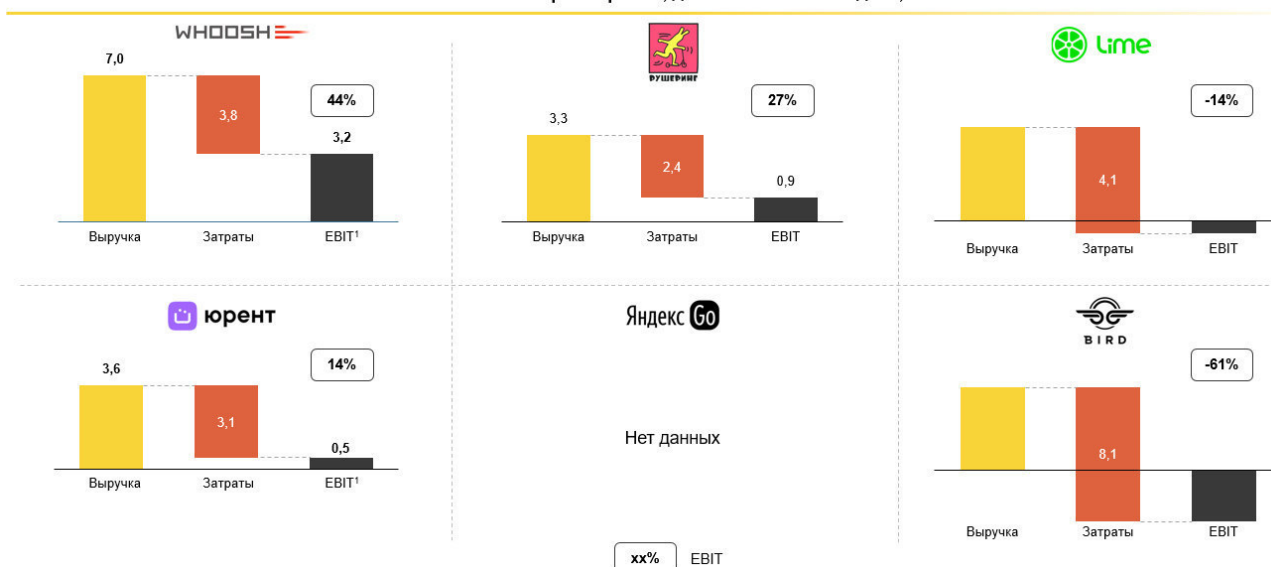 WHOOSH
7,0
3,8
44%
3,2
Выручка
Затраты
EBIT¹
РУШЕРИНГ
3,3
2,4
27%
0,9
Выручка
Затраты
EBIT
Lime
-14%
4,1
Выручка
Затраты
EBIT
юрент
3,6
3,1
14%
0,5
Выручка
Затраты
EBIT¹
Яндекс Go
Нет данных
xx% EBIT
BIRD
-61%
8,1
Выручка
Затраты
EBIT